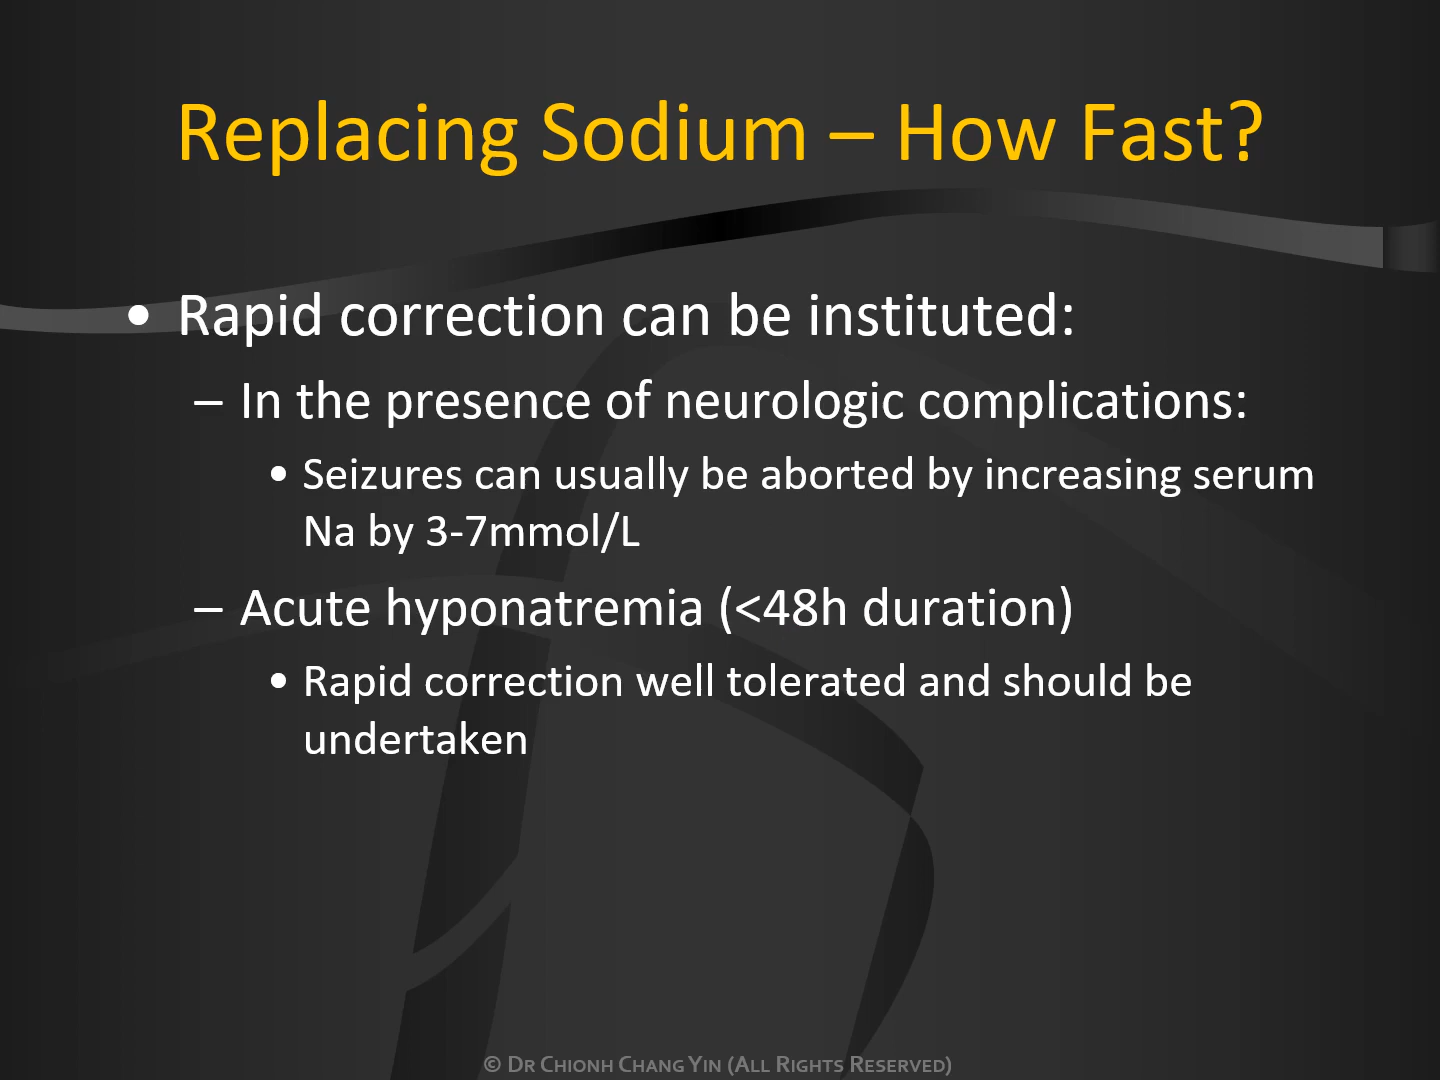 Replacing Sodium – How Fast?
• Rapid correction can be instituted:
– In the presence of neurologic complications:
• Seizures can usually be aborted by increasing serum
Na by 3-7mmol/L
– Acute hyponatremia (<48h duration)
• Rapid correction well tolerated and should be
undertaken
© Dr Chionh Chang Yin (All Rights Reserved)